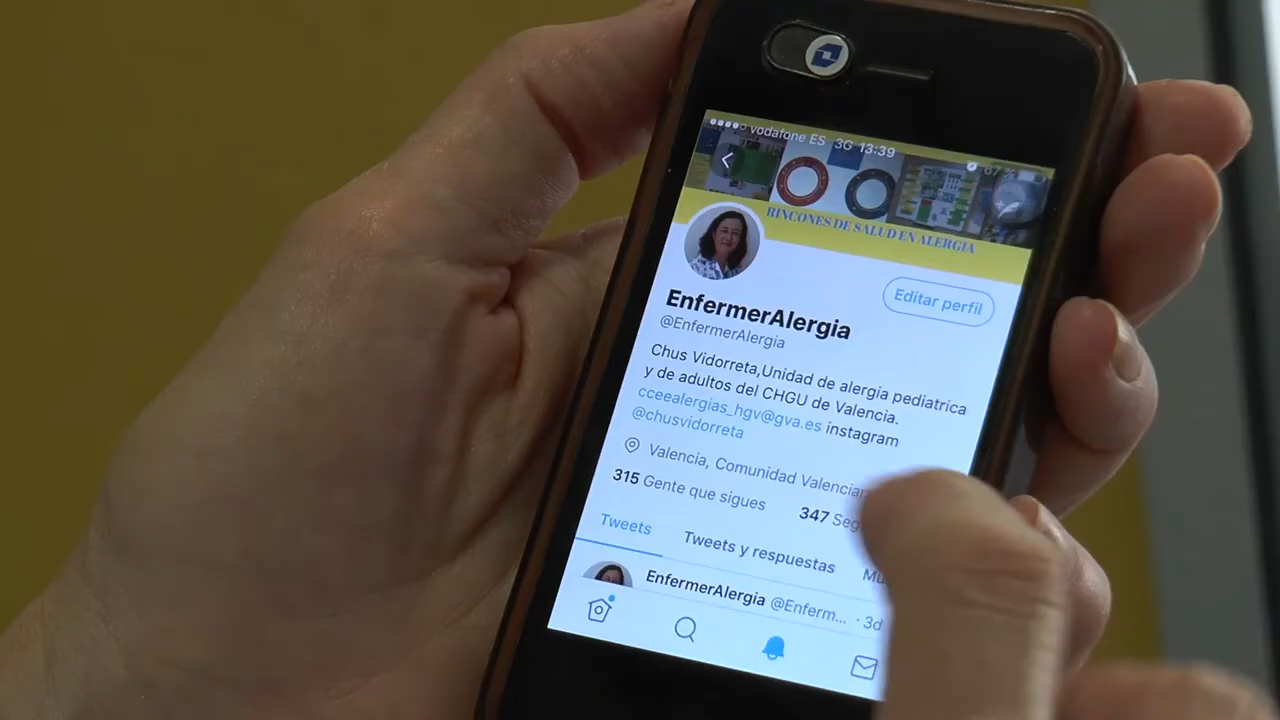 vodafone ES 3G 13:39 67 %
RINCONES DE SALUD EN ALERGIA
Editar perfil
EnfermerAlergia
@EnfermerAlergia
Chus Vidorreta,Unidad de alergia pediatrica
y de adultos del CHGU de Valencia.
cceealergias_hgv@gva.es instagram
@chusvidorreta
Valencia, Comunidad Valencian
315 Gente que sigues 347 Seg
Tweets Tweets y respuestas Mu
EnfermerAlergia @Enferm... · 3d